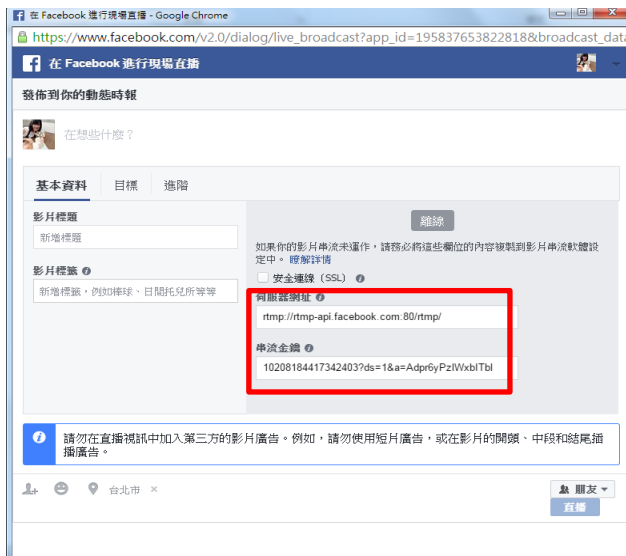 在 Facebook 進行現場直播 - Google Chrome
https://www.facebook.com/v2.0/dialog/live_broadcast?app_id=195837653822818&broadcast_data
在 Facebook 進行現場直播
發佈到你的動態時報
在想些什麼？
基本資料 目標 進階
影片標題
新增標題
影片標籤
新增標籤，例如棒球、日間托兒所等等
離線
如果你的影片串流未運作，請務必將這些欄位的內容複製到影片串流軟體設
定中。瞭解詳情
安全連線（SSL）
伺服器網址
rtmp://rtmp-api.facebook.com:80/rtmp/
串流金鑰
10208184417342403?ds=1&a=Adpr6yPzIWxbITbI
請勿在直播視訊中加入第三方的影片廣告。例如，請勿使用短片廣告，或在影片的開頭、中段和結尾插
播廣告。
台北市 ×
朋友
直播